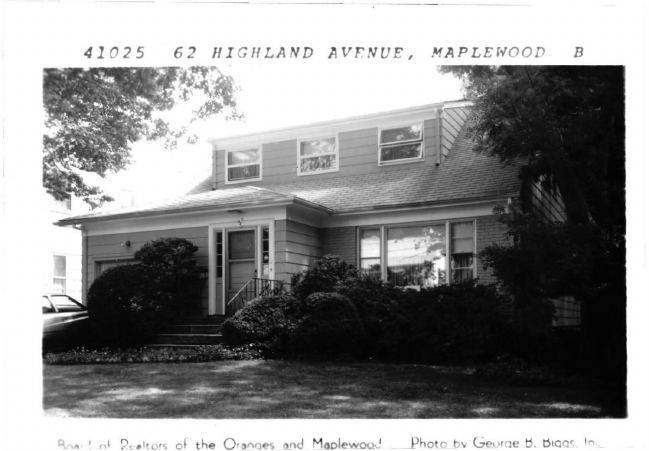 41025 62 HIGHLAND AVENUE, MAPLEWOOD B
Board of Realtors of the Oranges and Maplewood Photo by George B. Biggs, Inc.